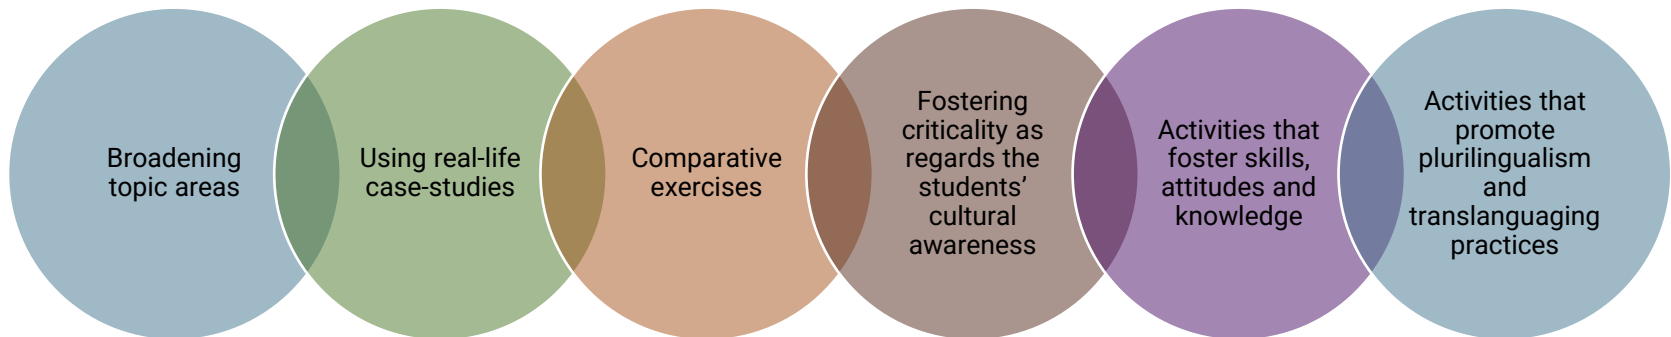 Broadening
topic areas
Using real-life
case-studies
Comparative
exercises
Fostering
criticality as
regards the
students’
cultural
awareness
Activities that
foster skills,
attitudes and
knowledge
Activities that
promote
plurilingualism
and
translanguaging
practices